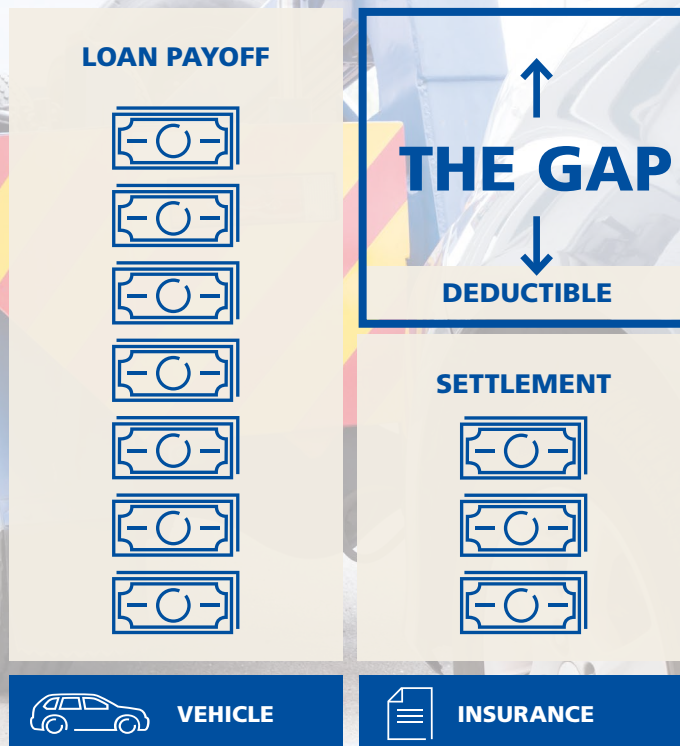 LOAN PAYOFF
THE GAP
DEDUCTIBLE
SETTLEMENT
VEHICLE
INSURANCE